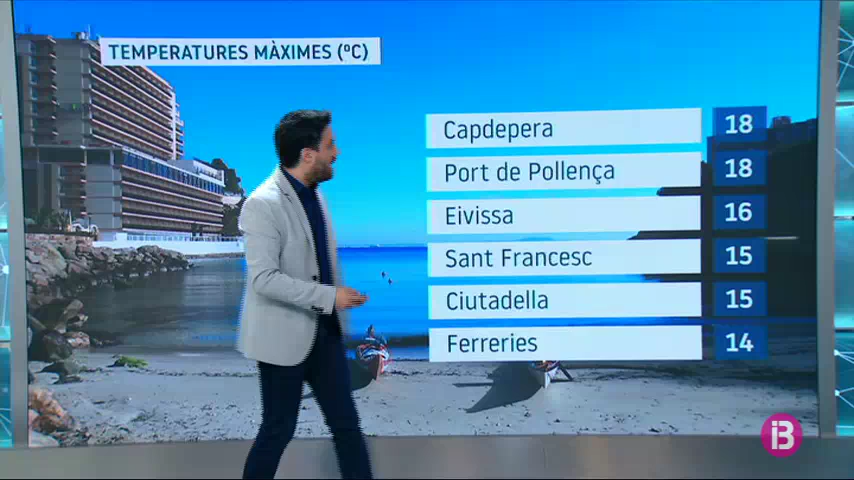 TEMPERATURES MÀXIMES (ºC)
Capdepera 18
Port de Pollença 18
Eivissa 16
Sant Francesc 15
Ciutadella 15
Ferreries 14
IB